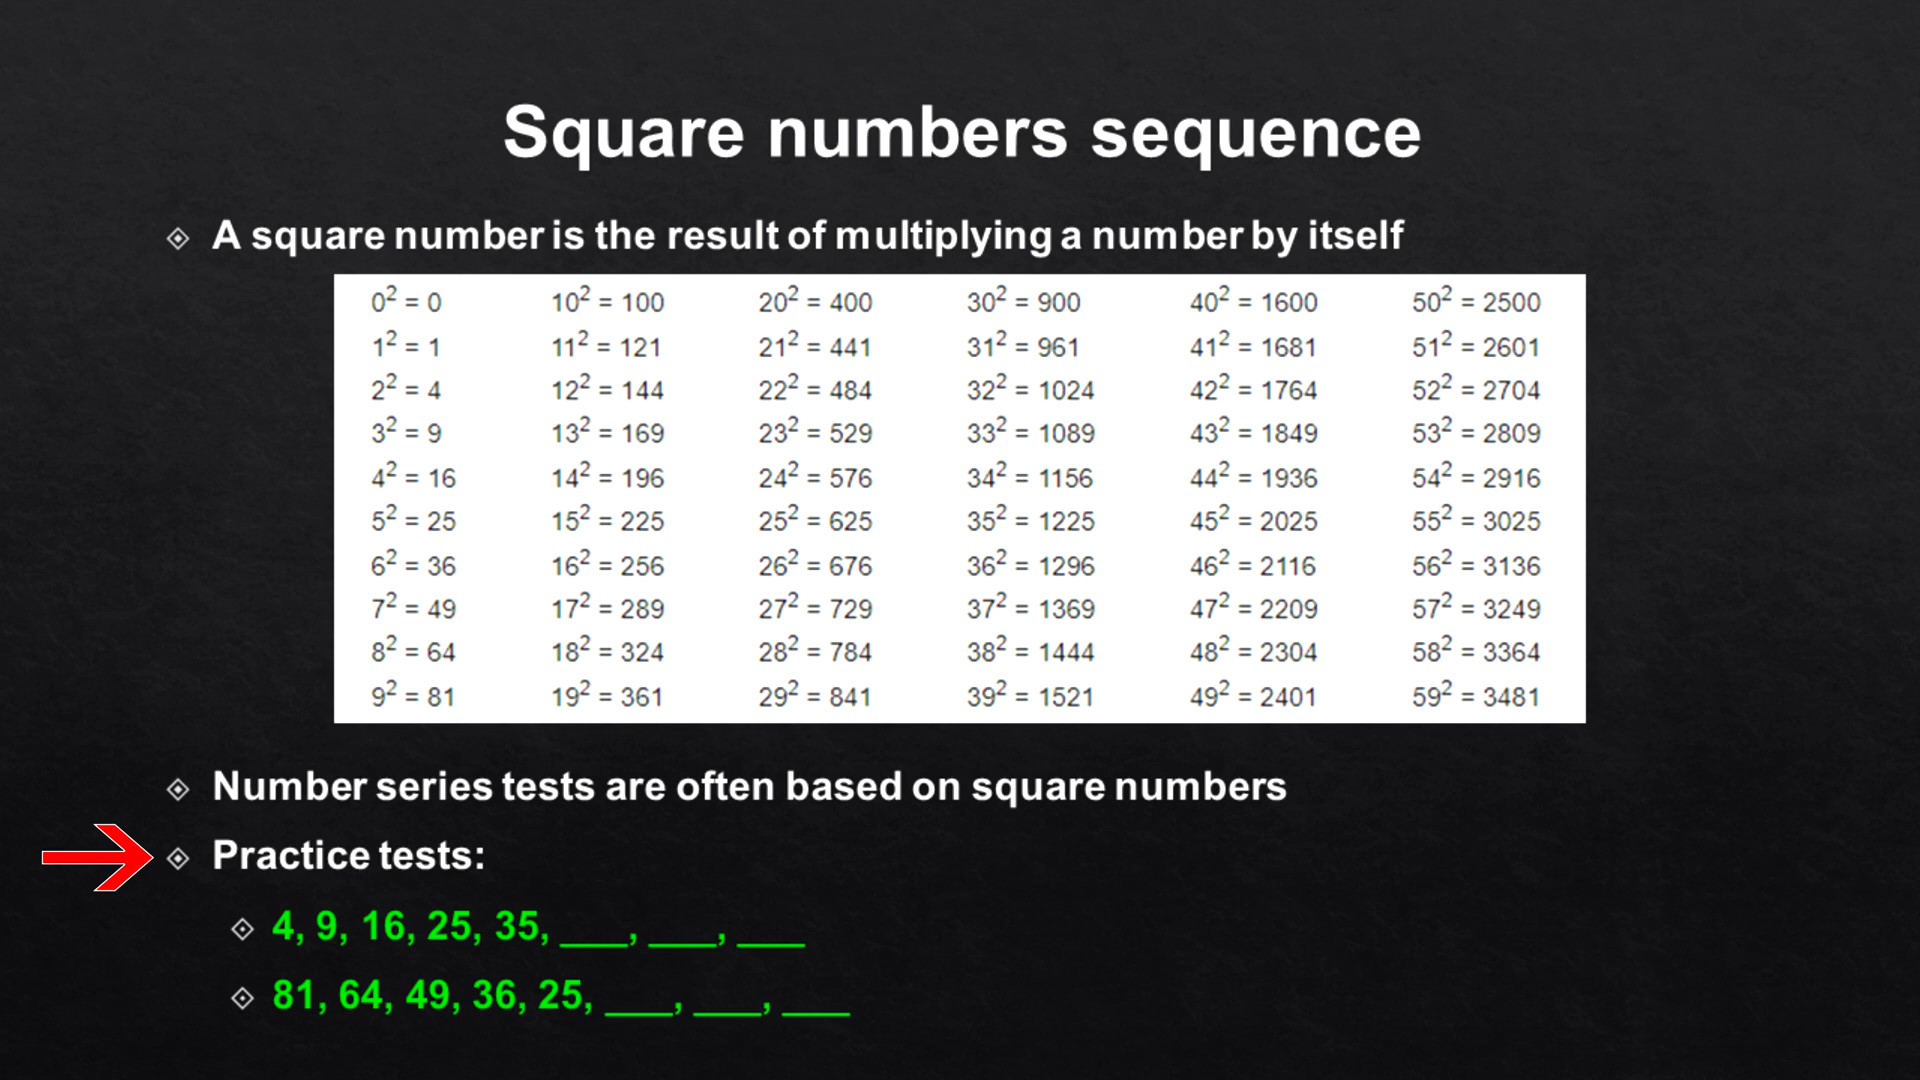 Square numbers sequence
A square number is the result of multiplying a number by itself
0² = 0 10² = 100 20² = 400 30² = 900 40² = 1600 50² = 2500
1² = 1 11² = 121 21² = 441 31² = 961 41² = 1681 51² = 2601
2² = 4 12² = 144 22² = 484 32² = 1024 42² = 1764 52² = 2704
3² = 9 13² = 169 23² = 529 33² = 1089 43² = 1849 53² = 2809
4² = 16 14² = 196 24² = 576 34² = 1156 44² = 1936 54² = 2916
5² = 25 15² = 225 25² = 625 35² = 1225 45² = 2025 55² = 3025
6² = 36 16² = 256 26² = 676 36² = 1296 46² = 2116 56² = 3136
7² = 49 17² = 289 27² = 729 37² = 1369 47² = 2209 57² = 3249
8² = 64 18² = 324 28² = 784 38² = 1444 48² = 2304 58² = 3364
9² = 81 19² = 361 29² = 841 39² = 1521 49² = 2401 59² = 3481
Number series tests are often based on square numbers
Practice tests:
4, 9, 16, 25, 35, ___, ___, ___
81, 64, 49, 36, 25, ___, ___, ___